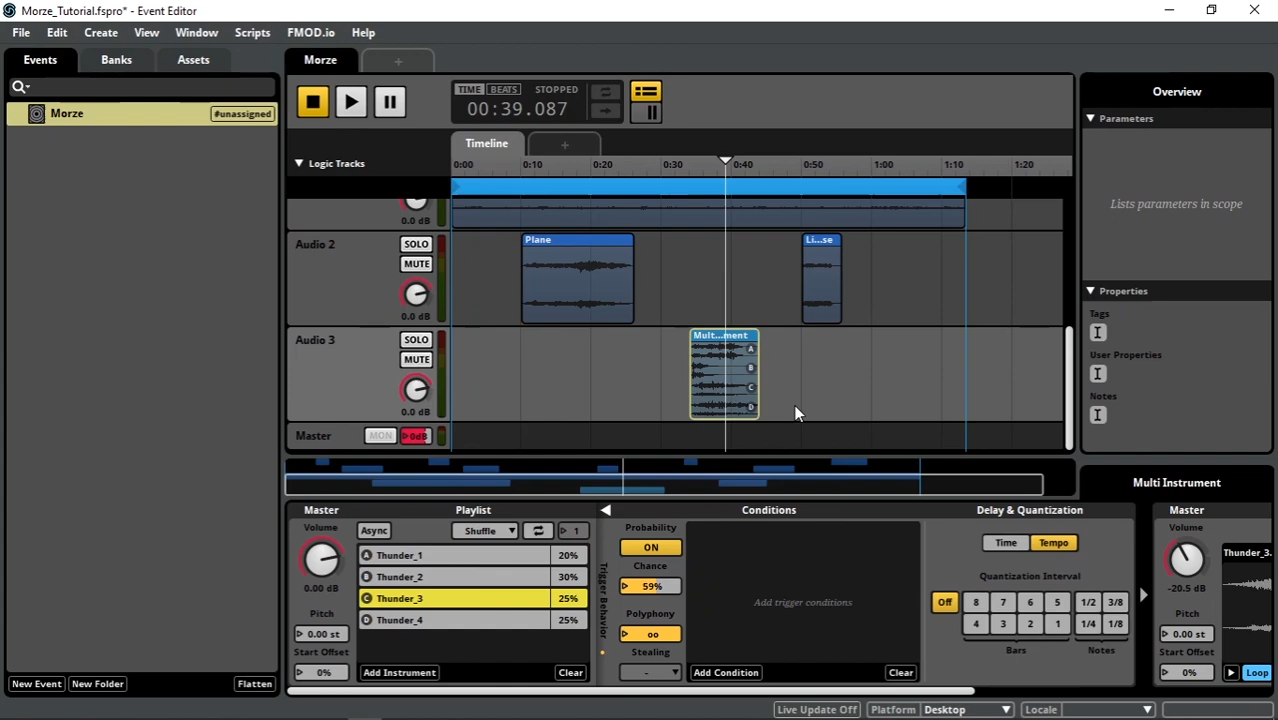 Morze_Tutorial.fspro* - Event Editor
File Edit Create View Window Scripts FMOD.io Help
Events Banks Assets
Morze +
Morze #unassigned
TIME BEATS STOPPED
00:39.087
Timeline +
Logic Tracks
0:00 0:10 0:20 0:30 0:40 0:50 1:00 1:10 1:20
0.0 dB
Audio 2
SOLO
MUTE
0.0 dB
Plane
Li...se
Audio 3
SOLO
MUTE
0.0 dB
Mult...ment
A
B
C
D
Master MON 0dB
Overview
Parameters
Lists parameters in scope
Properties
Tags
User Properties
Notes
Multi Instrument
Master
Volume
0.00 dB
Pitch
0.00 st
Start Offset
0%
Playlist
Async Shuffle 1
A Thunder_1 20%
B Thunder_2 30%
C Thunder_3 25%
D Thunder_4 25%
Add Instrument Clear
Trigger Behavior
Probability
ON
Chance
59%
Polyphony
oo
Stealing
-
Conditions
Add trigger conditions
Add Condition Clear
Delay & Quantization
Time Tempo
Quantization Interval
Off 8 7 6 5 1/2 3/8
4 3 2 1 1/4 1/8
Bars Notes
Master
Volume
-20.5 dB
Pitch
0.00 st
Start Offset
0%
Thunder_3.
Loop
New Event New Folder Flatten
Live Update Off Platform Desktop Locale